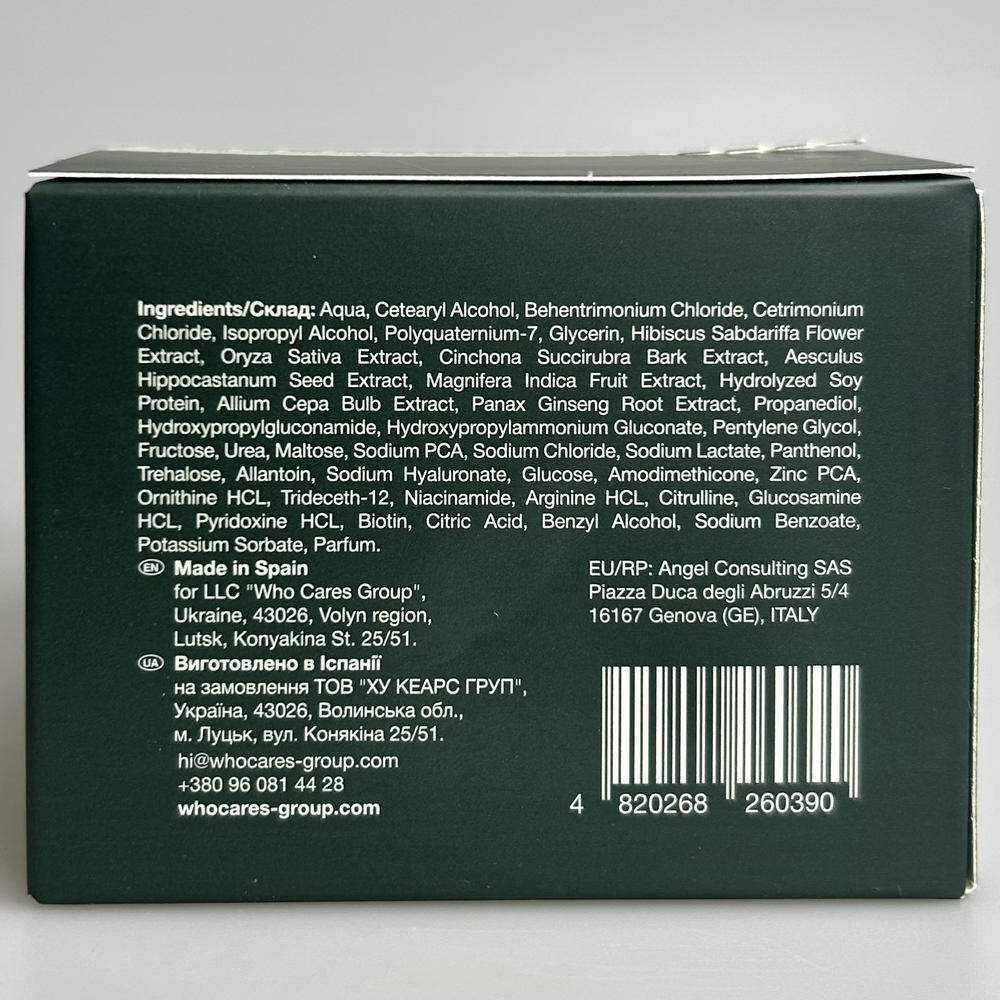 Ingredients/Склад: Aqua, Cetearyl Alcohol, Behentrimonium Chloride, Cetrimonium
Chloride, Isopropyl Alcohol, Polyquaternium-7, Glycerin, Hibiscus Sabdariffa Flower
Extract, Oryza Sativa Extract, Cinchona Succirubra Bark Extract, Aesculus
Hippocastanum Seed Extract, Magnifera Indica Fruit Extract, Hydrolyzed Soy
Protein, Allium Cepa Bulb Extract, Panax Ginseng Root Extract, Propanediol,
Hydroxypropylgluconamide, Hydroxypropylammonium Gluconate, Pentylene Glycol,
Fructose, Urea, Maltose, Sodium PCA, Sodium Chloride, Sodium Lactate, Panthenol,
Trehalose, Allantoin, Sodium Hyaluronate, Glucose, Amodimethicone, Zinc PCA,
Ornithine HCL, Trideceth-12, Niacinamide, Arginine HCL, Citrulline, Glucosamine
HCL, Pyridoxine HCL, Biotin, Citric Acid, Benzyl Alcohol, Sodium Benzoate,
Potassium Sorbate, Parfum.
EN Made in Spain
for LLC "Who Cares Group",
Ukraine, 43026, Volyn region,
Lutsk, Konyakina St. 25/51.
UA Виготовлено в Іспанії
на замовлення ТОВ "ХУ КЕАРС ГРУП",
Україна, 43026, Волинська обл.,
м. Луцьк, вул. Конякіна 25/51.
hi@whocares-group.com
+380 96 081 44 28
whocares-group.com
EU/RP: Angel Consulting SAS
Piazza Duca degli Abruzzi 5/4
16167 Genova (GE), ITALY
4 820268 260390